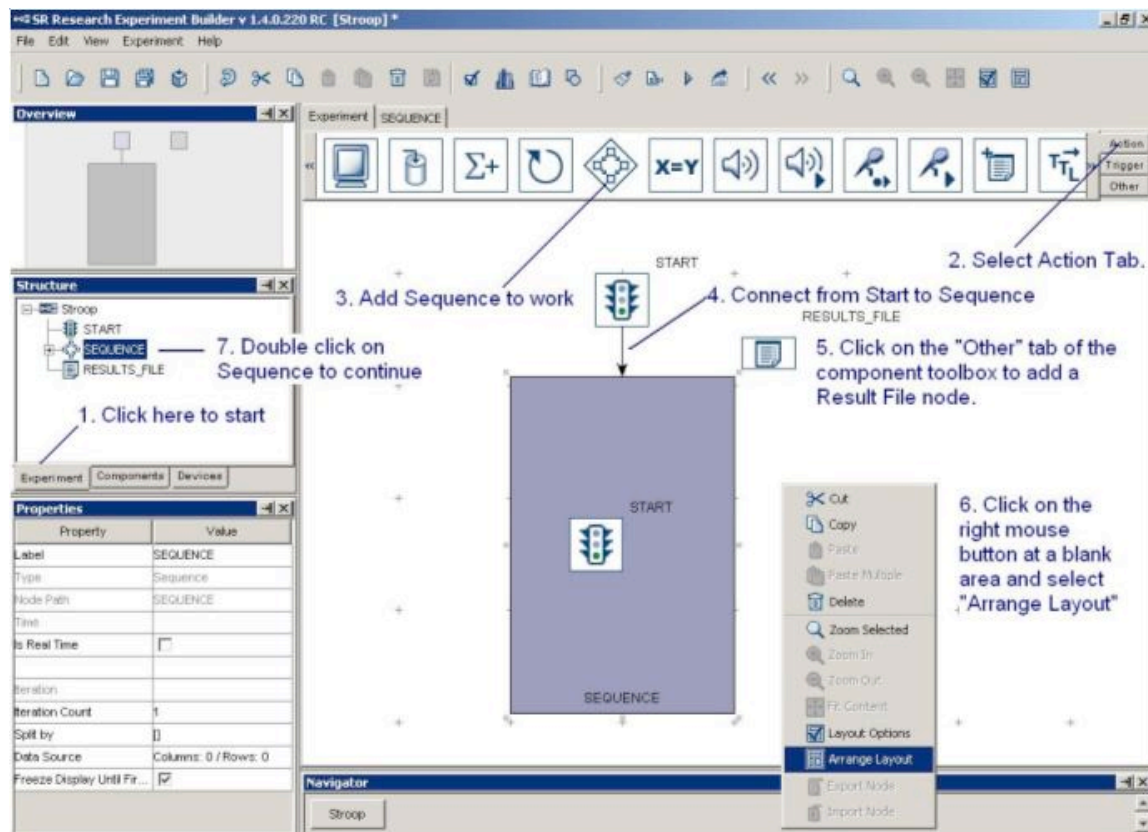 SR Research Experiment Builder v 1.4.0.220 RC [Stroop] *
File Edit View Experiment Help
Overview
Experiment SEQUENCE
X=Y
Σ+
TTL
Action
Trigger
Other
2. Select Action Tab.
3. Add Sequence to work
START
4. Connect from Start to Sequence
RESULTS_FILE
5. Click on the "Other" tab of the
component toolbox to add a
Result File node.
Structure
Stroop
START
SEQUENCE
RESULTS_FILE
7. Double click on
Sequence to continue
1. Click here to start
Experiment Components Devices
START
SEQUENCE
Cut
Copy
Paste
Paste Multiple
Delete
Zoom Selected
Zoom In
Zoom Out
Fit Content
Layout Options
Arrange Layout
Export Node
Import Node
6. Click on the
right mouse
button at a blank
area and select
"Arrange Layout"
Properties
Property Value
Label SEQUENCE
Type Sequence
Node Path SEQUENCE
Time
Is Real Time
Iteration
Iteration Count 1
Split by []
Data Source Columns: 0 / Rows: 0
Freeze Display Until Fir...
Navigator
Stroop